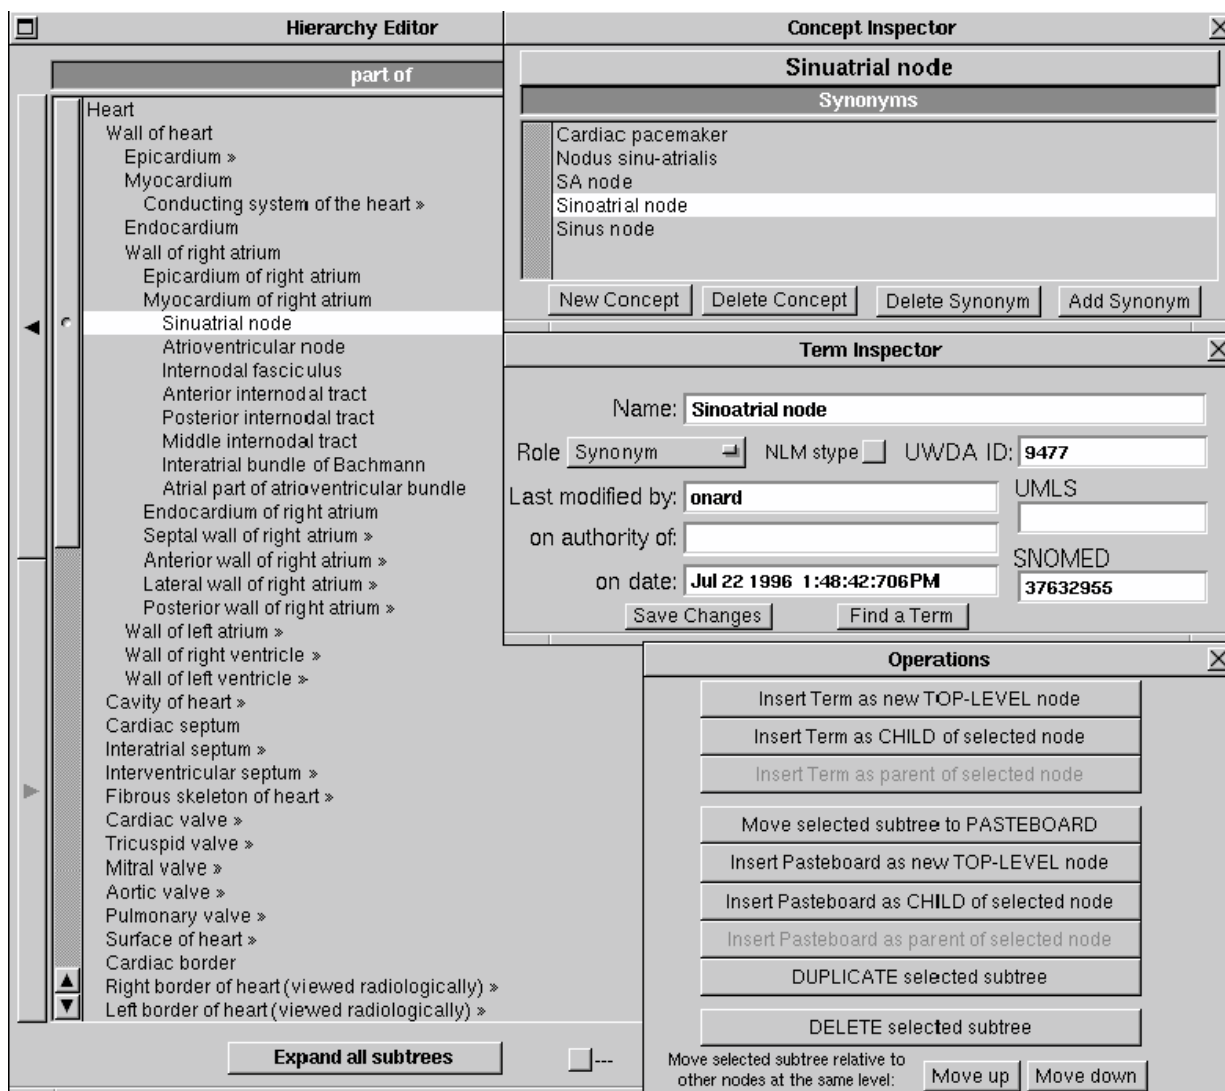 Hierarchy Editor
part of
Heart
Wall of heart
Epicardium »
Myocardium
Conducting system of the heart »
Endocardium
Wall of right atrium
Epicardium of right atrium
Myocardium of right atrium
Sinuatrial node
Atrioventricular node
Internodal fasciculus
Anterior internodal tract
Posterior internodal tract
Middle internodal tract
Interatrial bundle of Bachmann
Atrial part of atrioventricular bundle
Endocardium of right atrium
Septal wall of right atrium »
Anterior wall of right atrium »
Lateral wall of right atrium »
Posterior wall of right atrium »
Wall of left atrium »
Wall of right ventricle »
Wall of left ventricle »
Cavity of heart »
Cardiac septum
Interatrial septum »
Interventricular septum »
Fibrous skeleton of heart »
Cardiac valve »
Tricuspid valve »
Mitral valve »
Aortic valve »
Pulmonary valve »
Surface of heart »
Cardiac border
Right border of heart (viewed radiologically) »
Left border of heart (viewed radiologically) »
Expand all subtrees
---
Concept Inspector
Sinuatrial node
Synonyms
Cardiac pacemaker
Nodus sinu-atrialis
SA node
Sinoatrial node
Sinus node
New Concept Delete Concept Delete Synonym Add Synonym
Term Inspector
Name: Sinoatrial node
Role Synonym NLM stype UWDA ID: 9477
Last modified by: onard
UMLS
on authority of:
SNOMED
on date: Jul 22 1996 1:48:42:706PM
37632955
Save Changes Find a Term
Operations
Insert Term as new TOP-LEVEL node
Insert Term as CHILD of selected node
Insert Term as parent of selected node
Move selected subtree to PASTEBOARD
Insert Pasteboard as new TOP-LEVEL node
Insert Pasteboard as CHILD of selected node
Insert Pasteboard as parent of selected node
DUPLICATE selected subtree
DELETE selected subtree
Move selected subtree relative to
other nodes at the same level: Move up Move down